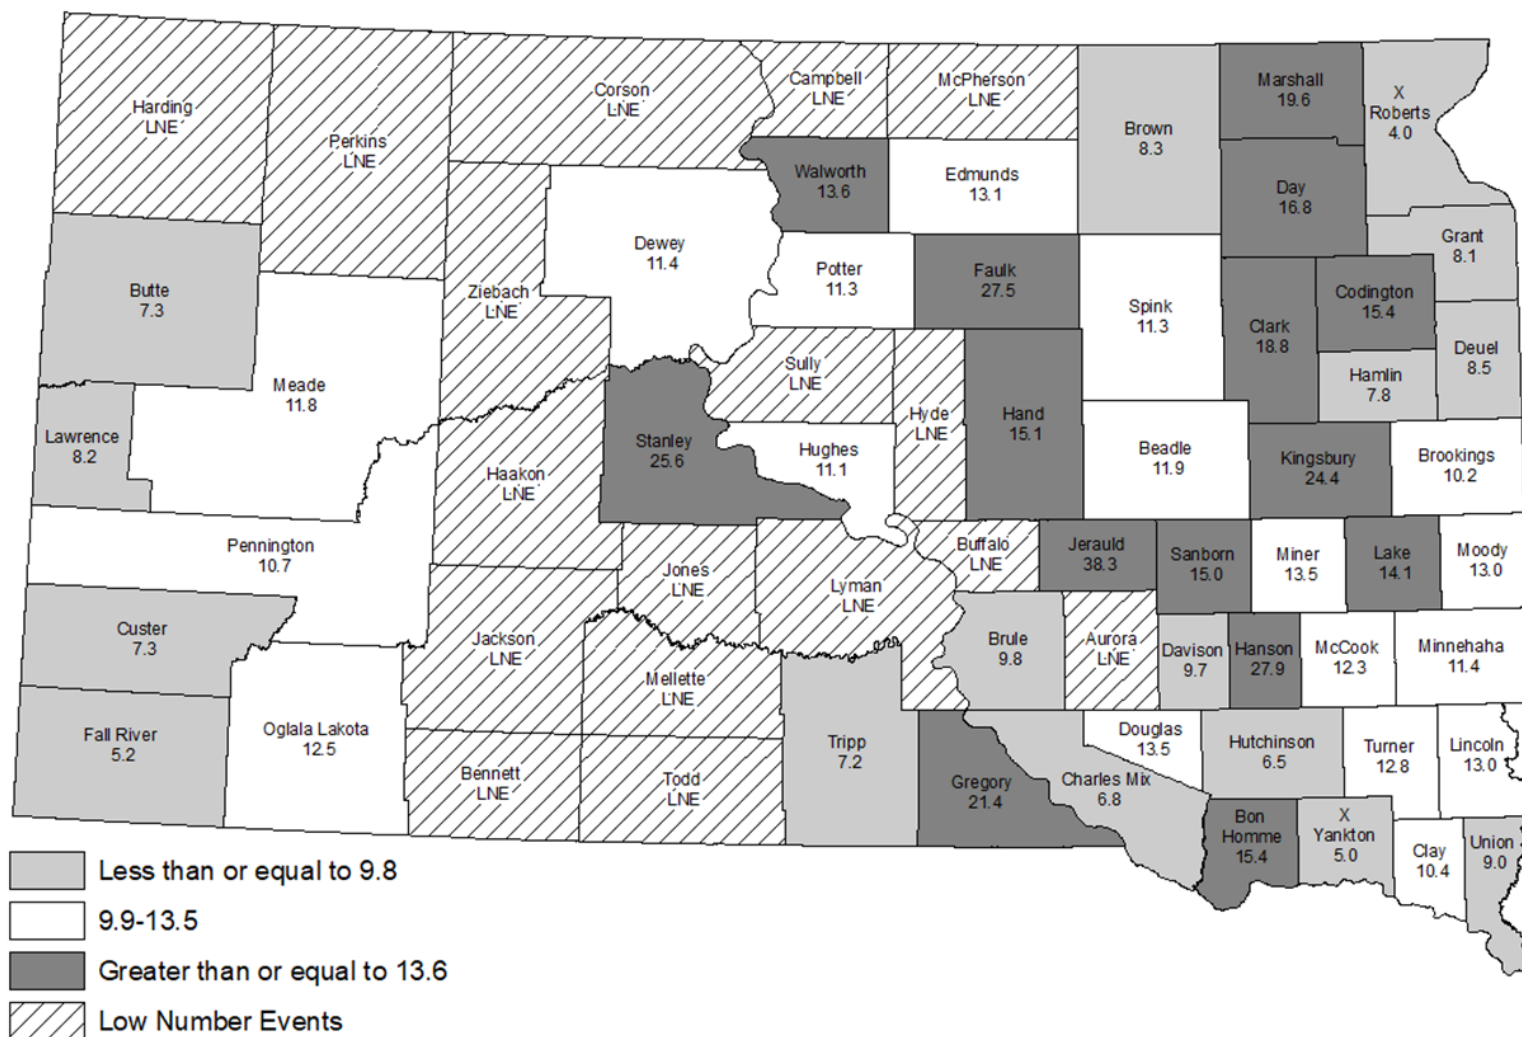 Harding
LNE
Perkins
LNE
Corson
LNE
Campbell
LNE
McPherson
LNE
Brown
8.3
Marshall
19.6
X
Roberts
4.0
Walworth
13.6
Edmunds
13.1
Day
16.8
Dewey
11.4
Potter
11.3
Faulk
27.5
Spink
11.3
Grant
8.1
Butte
7.3
Ziebach
LNE
Codington
15.4
Clark
18.8
Deuel
8.5
Meade
11.8
Sully
LNE
Hamlin
7.8
Lawrence
8.2
Stanley
25.6
Hughes
11.1
Hyde
LNE
Hand
15.1
Beadle
11.9
Kingsbury
24.4
Brookings
10.2
Haakon
LNE
Pennington
10.7
Jones
LNE
Lyman
LNE
Buffalo
LNE
Jerauld
38.3
Sanborn
15.0
Miner
13.5
Lake
14.1
Moody
13.0
Custer
7.3
Jackson
LNE
Mellette
LNE
Brule
9.8
Aurora
LNE
Davison
9.7
Hanson
27.9
McCook
12.3
Minnehaha
11.4
Fall River
5.2
Oglala Lakota
12.5
Bennett
LNE
Todd
LNE
Tripp
7.2
Gregory
21.4
Charles Mix
6.8
Douglas
13.5
Hutchinson
6.5
Turner
12.8
Lincoln
13.0
Bon
Homme
15.4
X
Yankton
5.0
Clay
10.4
Union
9.0
Less than or equal to 9.8
9.9-13.5
Greater than or equal to 13.6
Low Number Events